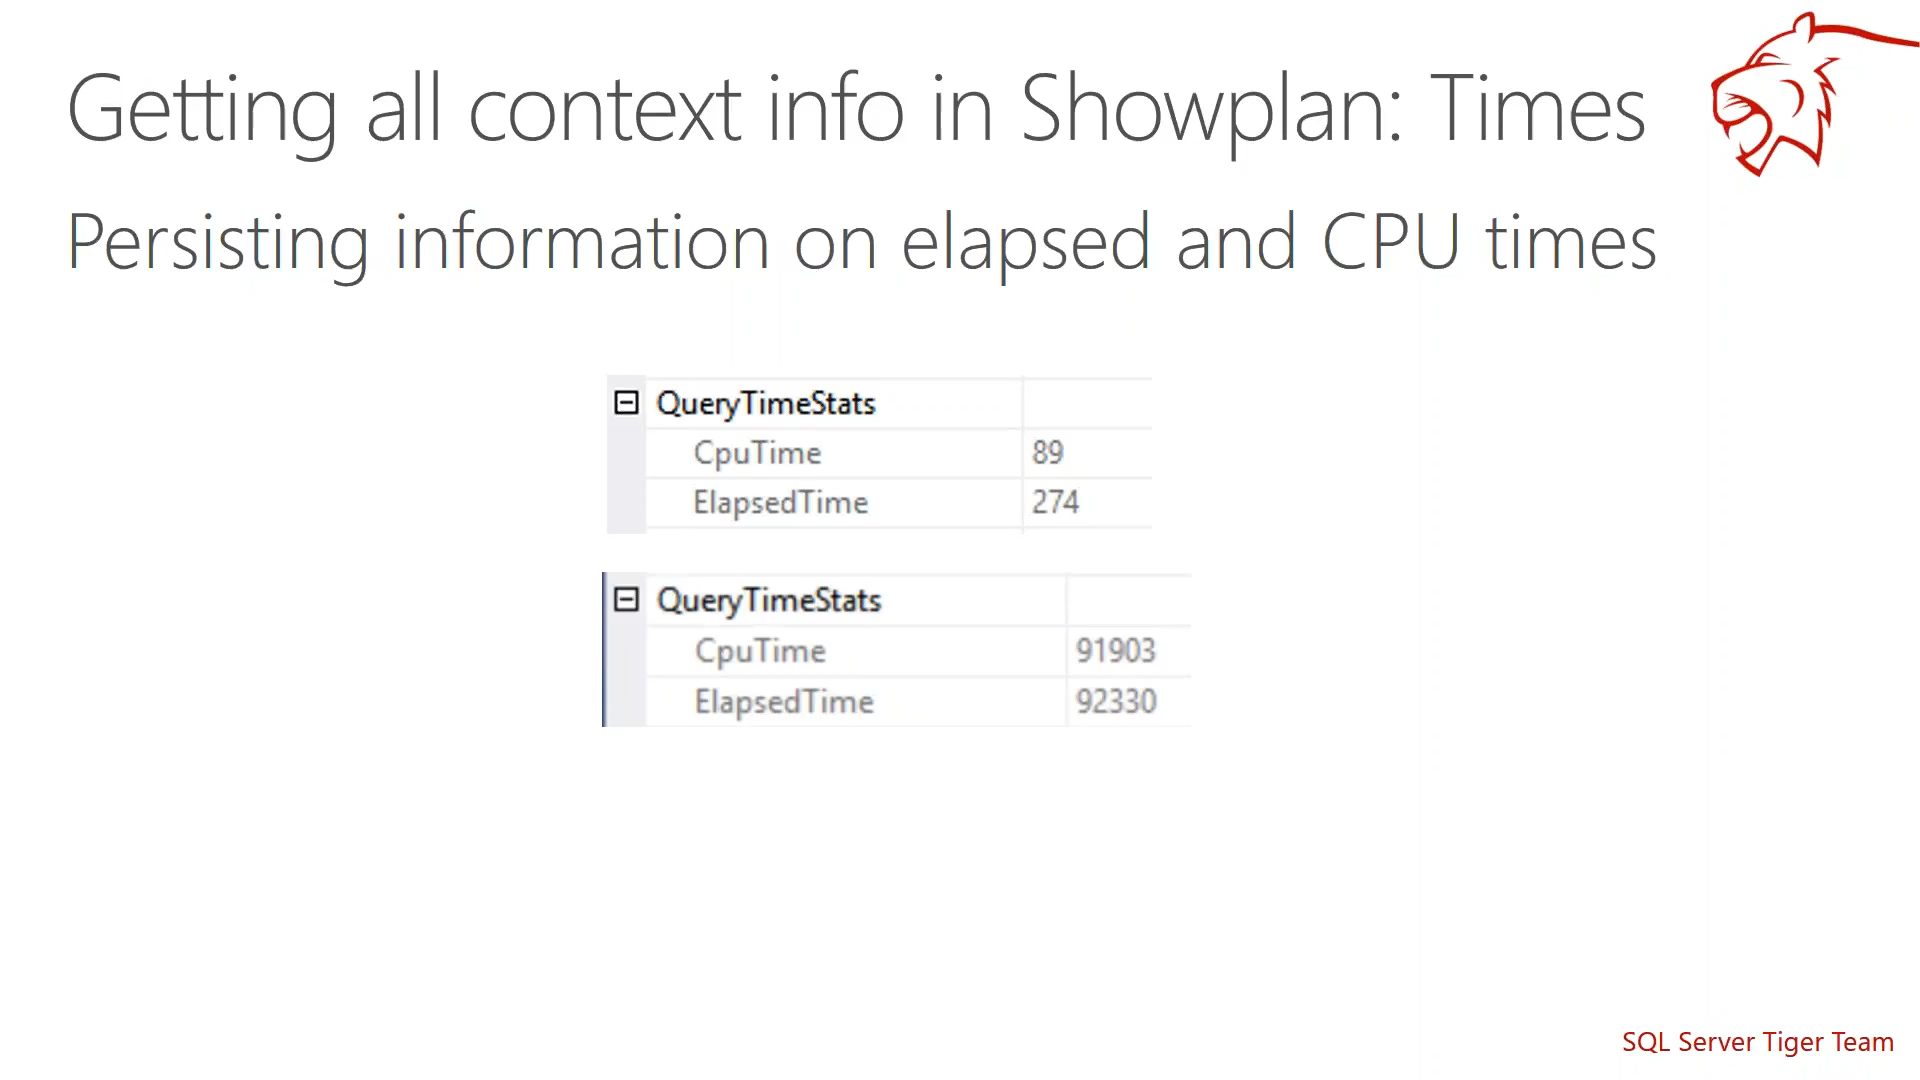 Getting all context info in Showplan: Times
Persisting information on elapsed and CPU times
QueryTimeStats
CpuTime 89
ElapsedTime 274
QueryTimeStats
CpuTime 91903
ElapsedTime 92330
SQL Server Tiger Team